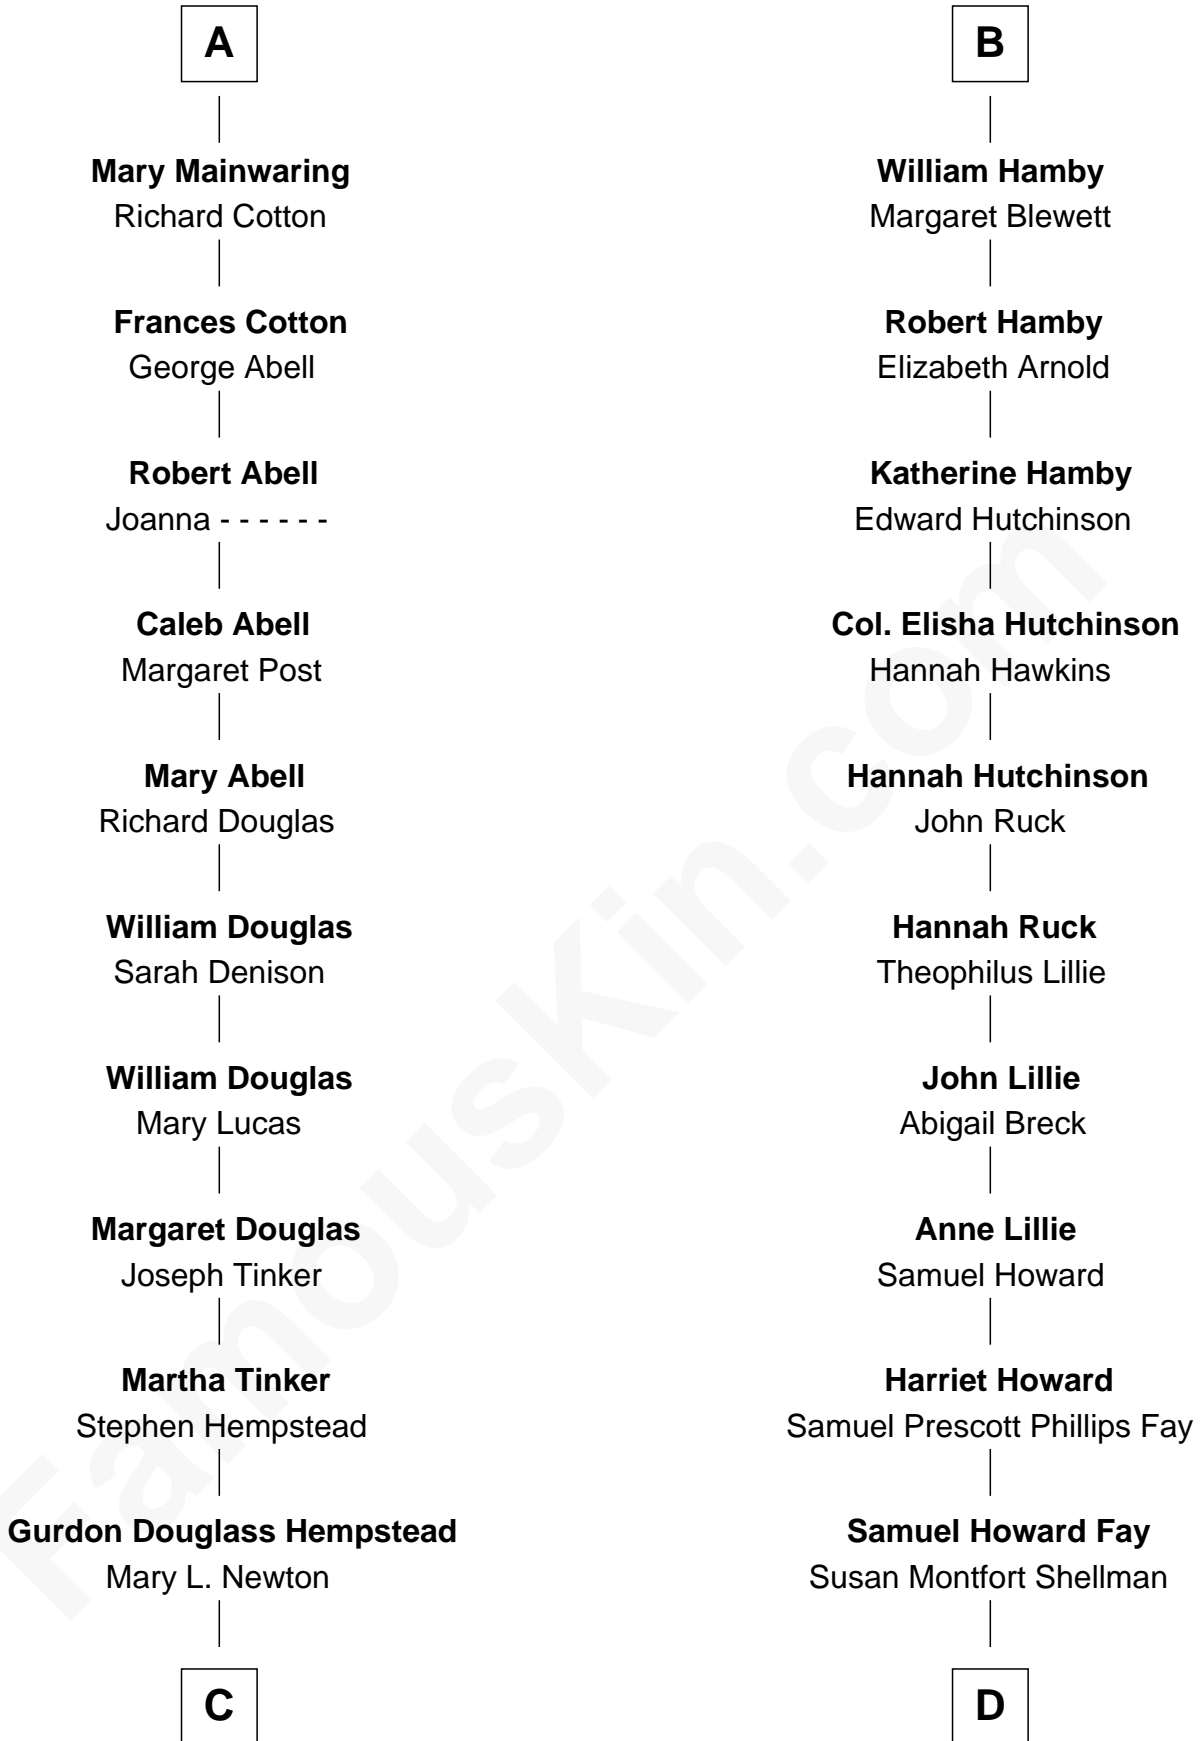 A
Mary Mainwaring
Richard Cotton
Frances Cotton
George Abell
Robert Abell
Joanna - - - - - -
Caleb Abell
Margaret Post
Mary Abell
Richard Douglas
William Douglas
Sarah Denison
William Douglas
Mary Lucas
Margaret Douglas
Joseph Tinker
Martha Tinker
Stephen Hempstead
Gurdon Douglass Hempstead
Mary L. Newton
C
B
William Hamby
Margaret Blewett
Robert Hamby
Elizabeth Arnold
Katherine Hamby
Edward Hutchinson
Col. Elisha Hutchinson
Hannah Hawkins
Hannah Hutchinson
John Ruck
Hannah Ruck
Theophilus Lillie
John Lillie
Abigail Breck
Anne Lillie
Samuel Howard
Harriet Howard
Samuel Prescott Phillips Fay
Samuel Howard Fay
Susan Montfort Shellman
D
FamousKin.com